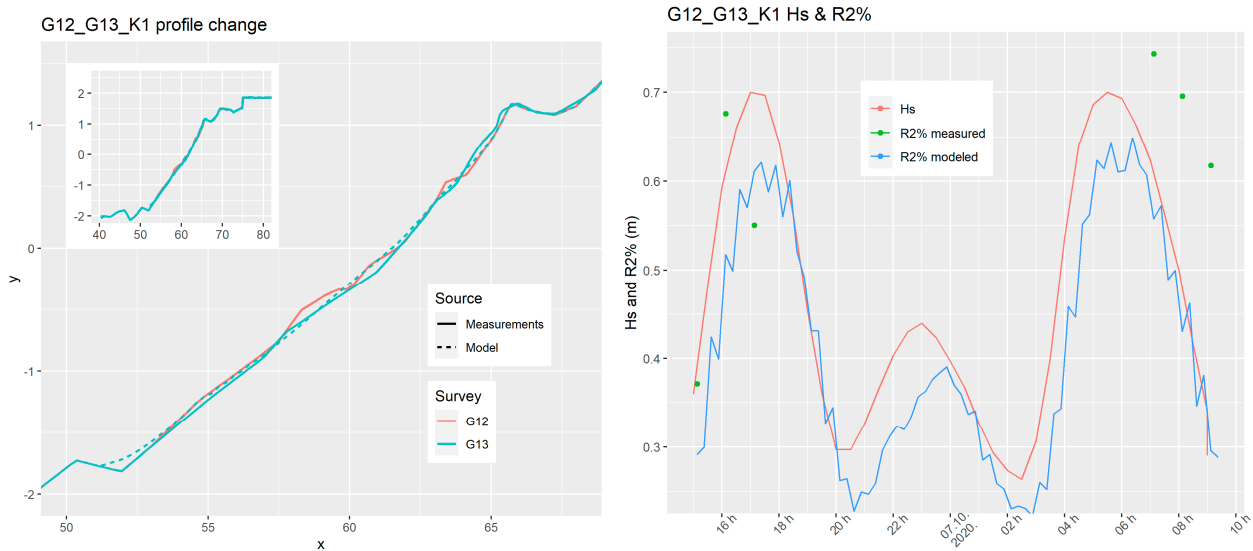 G12_G13_K1 profile change
y
1
0
-1
-2
2
1
0
-1
-2
40
50
60
70
80
Source
Measurements
Model
Survey
G12
G13
50
55
60
65
x
G12_G13_K1 Hs & R2%
Hs and R2% (m)
0.7
0.6
0.5
0.4
0.3
Hs
R2% measured
R2% modeled
16 h
18 h
20 h
22 h
07.10.
2020.
02 h
04 h
06 h
08 h
10 h